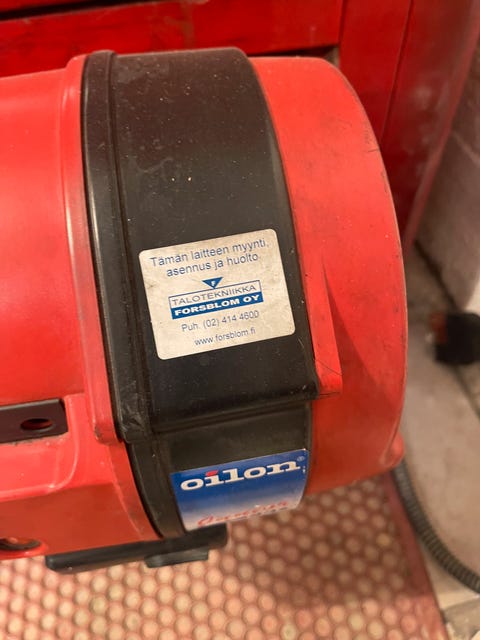 Tämän laitteen myynti,
asennus ja huolto
F
TALOTEKNIIKKA
FORSBLOM OY
Puh. (02) 414 4600
www.forsblom.fi
oilon®